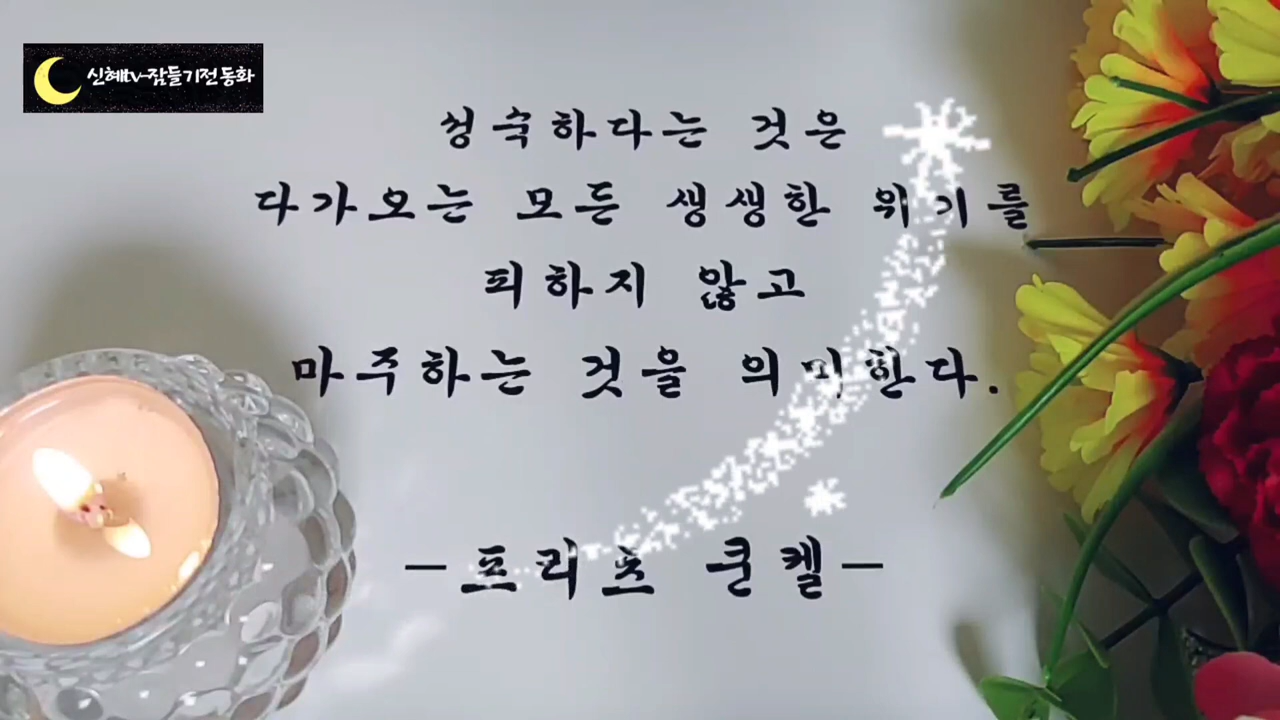 신혜tv-잠들기전동화
성숙하다는 것은
다가오는 모든 생생한 위기를
피하지 않고
마주하는 것을 의미한다.
-프리츠 쿤켈-